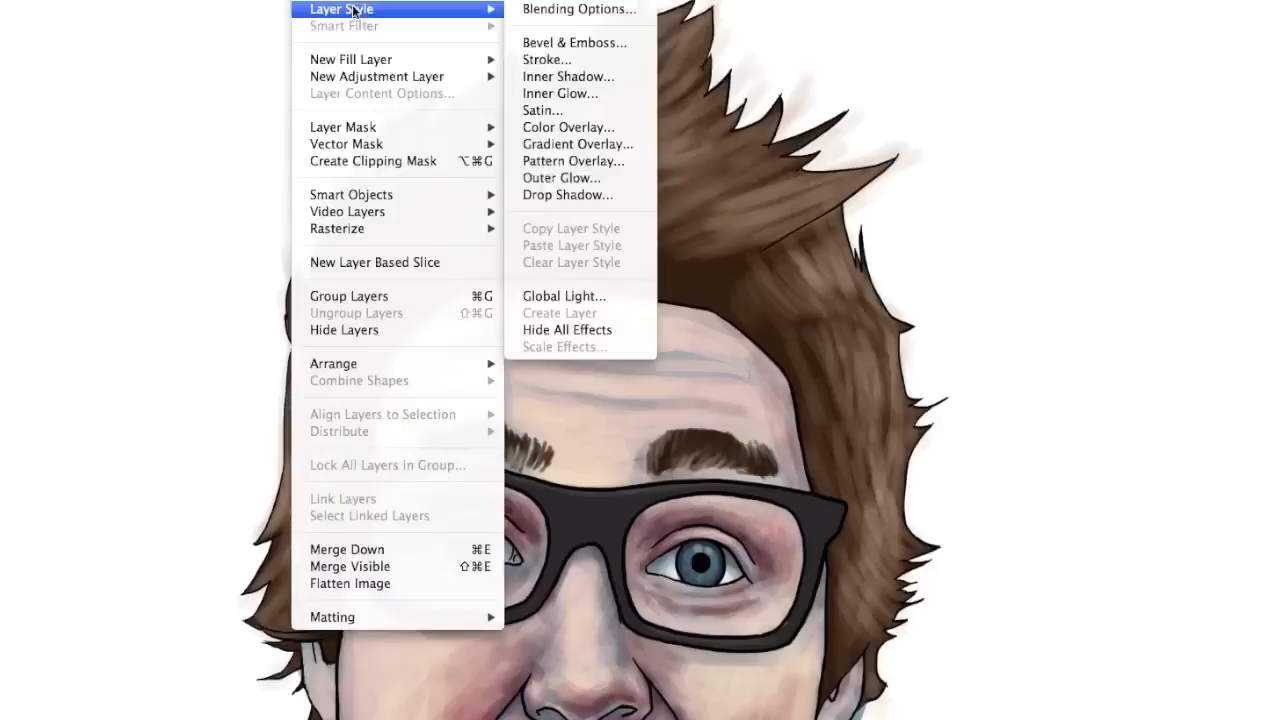 Layer Style
Smart Filter
New Fill Layer
New Adjustment Layer
Layer Content Options...
Layer Mask
Vector Mask
Create Clipping Mask ⌥⌘G
Smart Objects
Video Layers
Rasterize
New Layer Based Slice
Group Layers ⌘G
Ungroup Layers ⇧⌘G
Hide Layers
Arrange
Combine Shapes
Align Layers to Selection
Distribute
Lock All Layers in Group...
Link Layers
Select Linked Layers
Merge Down ⌘E
Merge Visible ⇧⌘E
Flatten Image
Matting
Blending Options...
Bevel & Emboss...
Stroke...
Inner Shadow...
Inner Glow...
Satin...
Color Overlay...
Gradient Overlay...
Pattern Overlay...
Outer Glow...
Drop Shadow...
Copy Layer Style
Paste Layer Style
Clear Layer Style
Global Light...
Create Layer
Hide All Effects
Scale Effects...